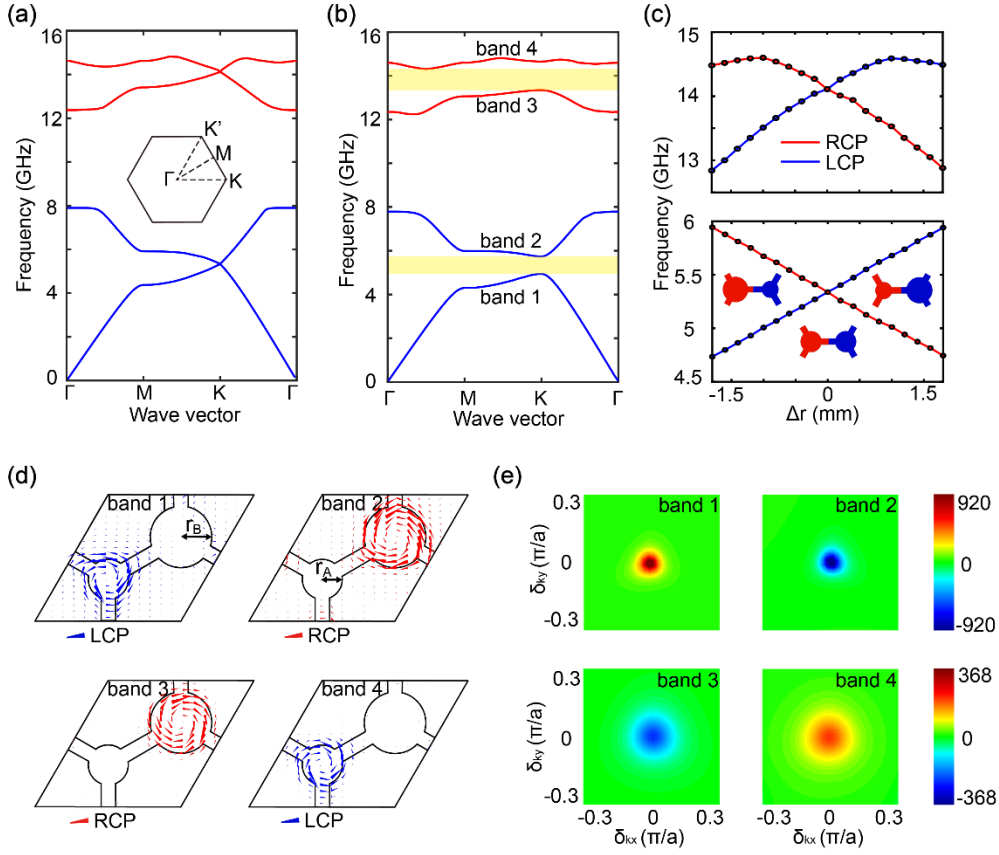 (a)
16
12
8
4
0
Frequency (GHz)
Γ
M
K
Γ
Wave vector
K'
M
Γ
K
(b)
16
12
8
4
0
Frequency (GHz)
band 4
band 3
band 2
band 1
Γ
M
K
Γ
Wave vector
(c)
15
14
13
RCP
LCP
Frequency (GHz)
6
5.5
5
4.5
-1.5
0
1.5
Δr (mm)
(d)
band 1
rB
LCP
band 2
rA
RCP
band 3
RCP
band 4
LCP
(e)
0.3
0
-0.3
δky (π/a)
band 1
band 2
920
-920
0.3
0
-0.3
δky (π/a)
band 3
band 4
368
-368
-0.3
0
0.3
δkx (π/a)
-0.3
0
0.3
δkx (π/a)